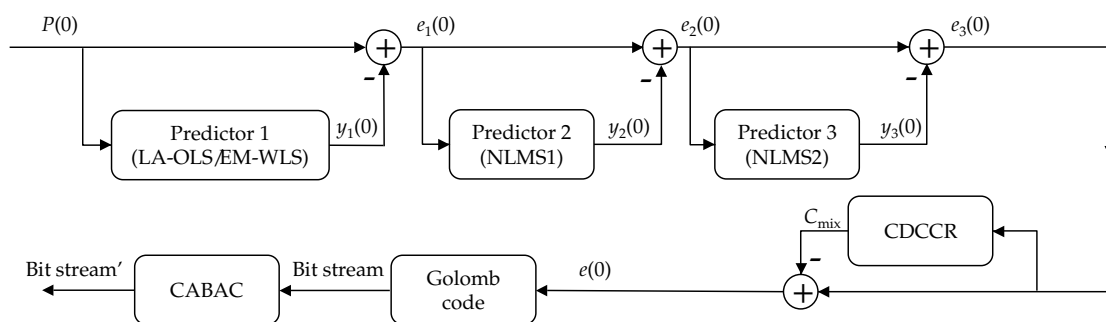 P(0)
e1(0)
e2(0)
e3(0)
+
+
+
-
-
-
Predictor 1
(LA-OLS/EM-WLS)
y1(0)
Predictor 2
(NLMS1)
y2(0)
Predictor 3
(NLMS2)
y3(0)
Cmix
CDCCR
-
Bit stream’
CABAC
Bit stream
Golomb
code
e(0)
+